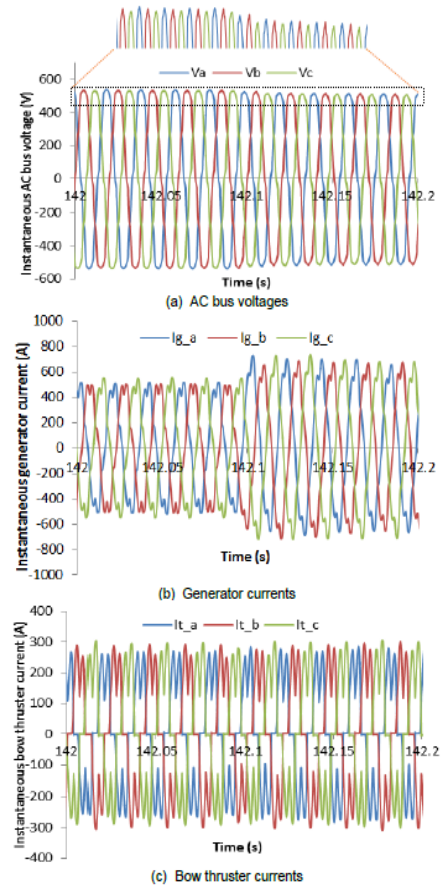 Va Vb Vc
Instantaneous AC bus voltage (V)
600
400
200
0
-200
-400
-600
142 142.05 142.1 142.15 142.2
Time (s)
(a) AC bus voltages
Ig_a Ig_b Ig_c
Instantaneous generator current (A)
1000
800
600
400
200
0
-200
-400
-600
-800
-1000
142 142.05 142.1 142.15 142.2
Time (s)
(b) Generator currents
It_a It_b It_c
Instantaneous bow thruster current (A)
400
300
200
100
0
-100
-200
-300
-400
142 142.05 142.1 142.15 142.2
Time (s)
(c) Bow thruster currents